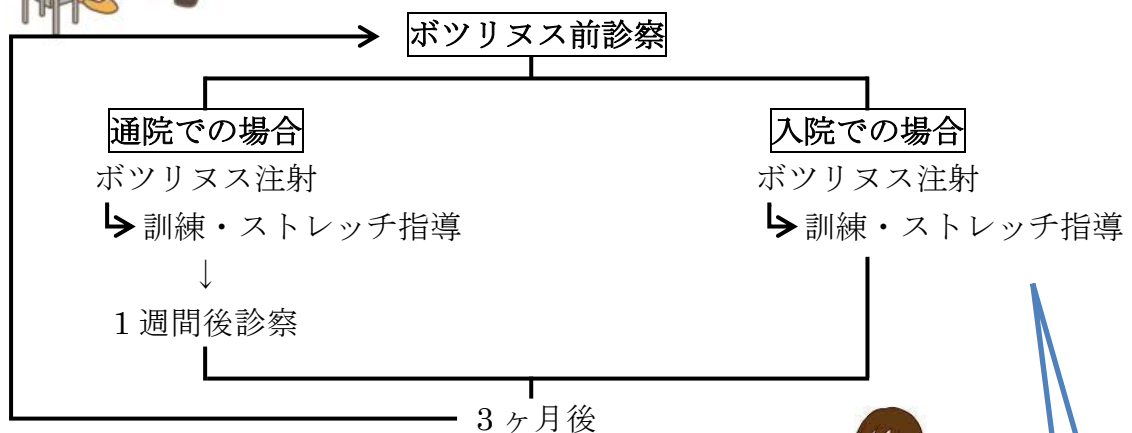 ボツリヌス前診察
通院での場合
ボツリヌス注射
訓練・ストレッチ指導
↓
1週間後診察
入院での場合
ボツリヌス注射
訓練・ストレッチ指導
3ヶ月後